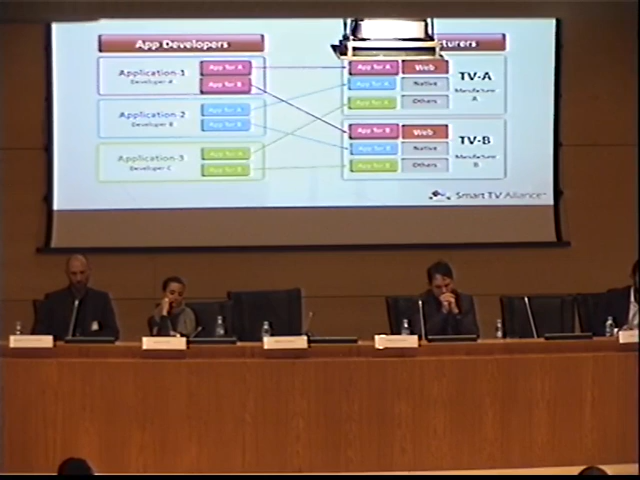 App Developers
cturers
Application-1
Developer A
App for A
App for B
Application-2
Developer B
App for A
App for B
Application-3
Developer C
App for A
App for B
App for A
Web
App for A
Native
App for A
Others
TV-A
Manufacturer
A
App for B
Web
App for B
Native
App for B
Others
TV-B
Manufacturer
B
Smart TV Alliance